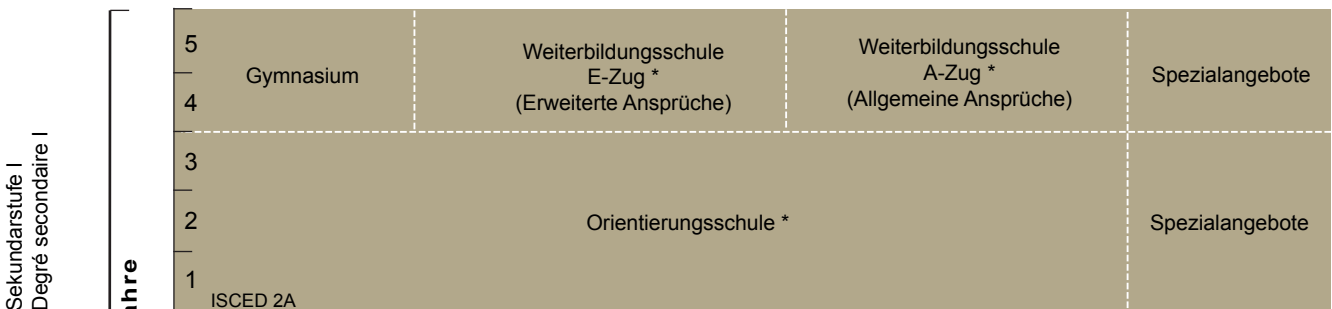 Sekundarstufe I
Degré secondaire I
5
4
3
2
1
Gymnasium
Weiterbildungsschule
E-Zug *
(Erweiterte Ansprüche)
Weiterbildungsschule
A-Zug *
(Allgemeine Ansprüche)
Spezialangebote
Orientierungsschule *
Spezialangebote
ISCED 2A